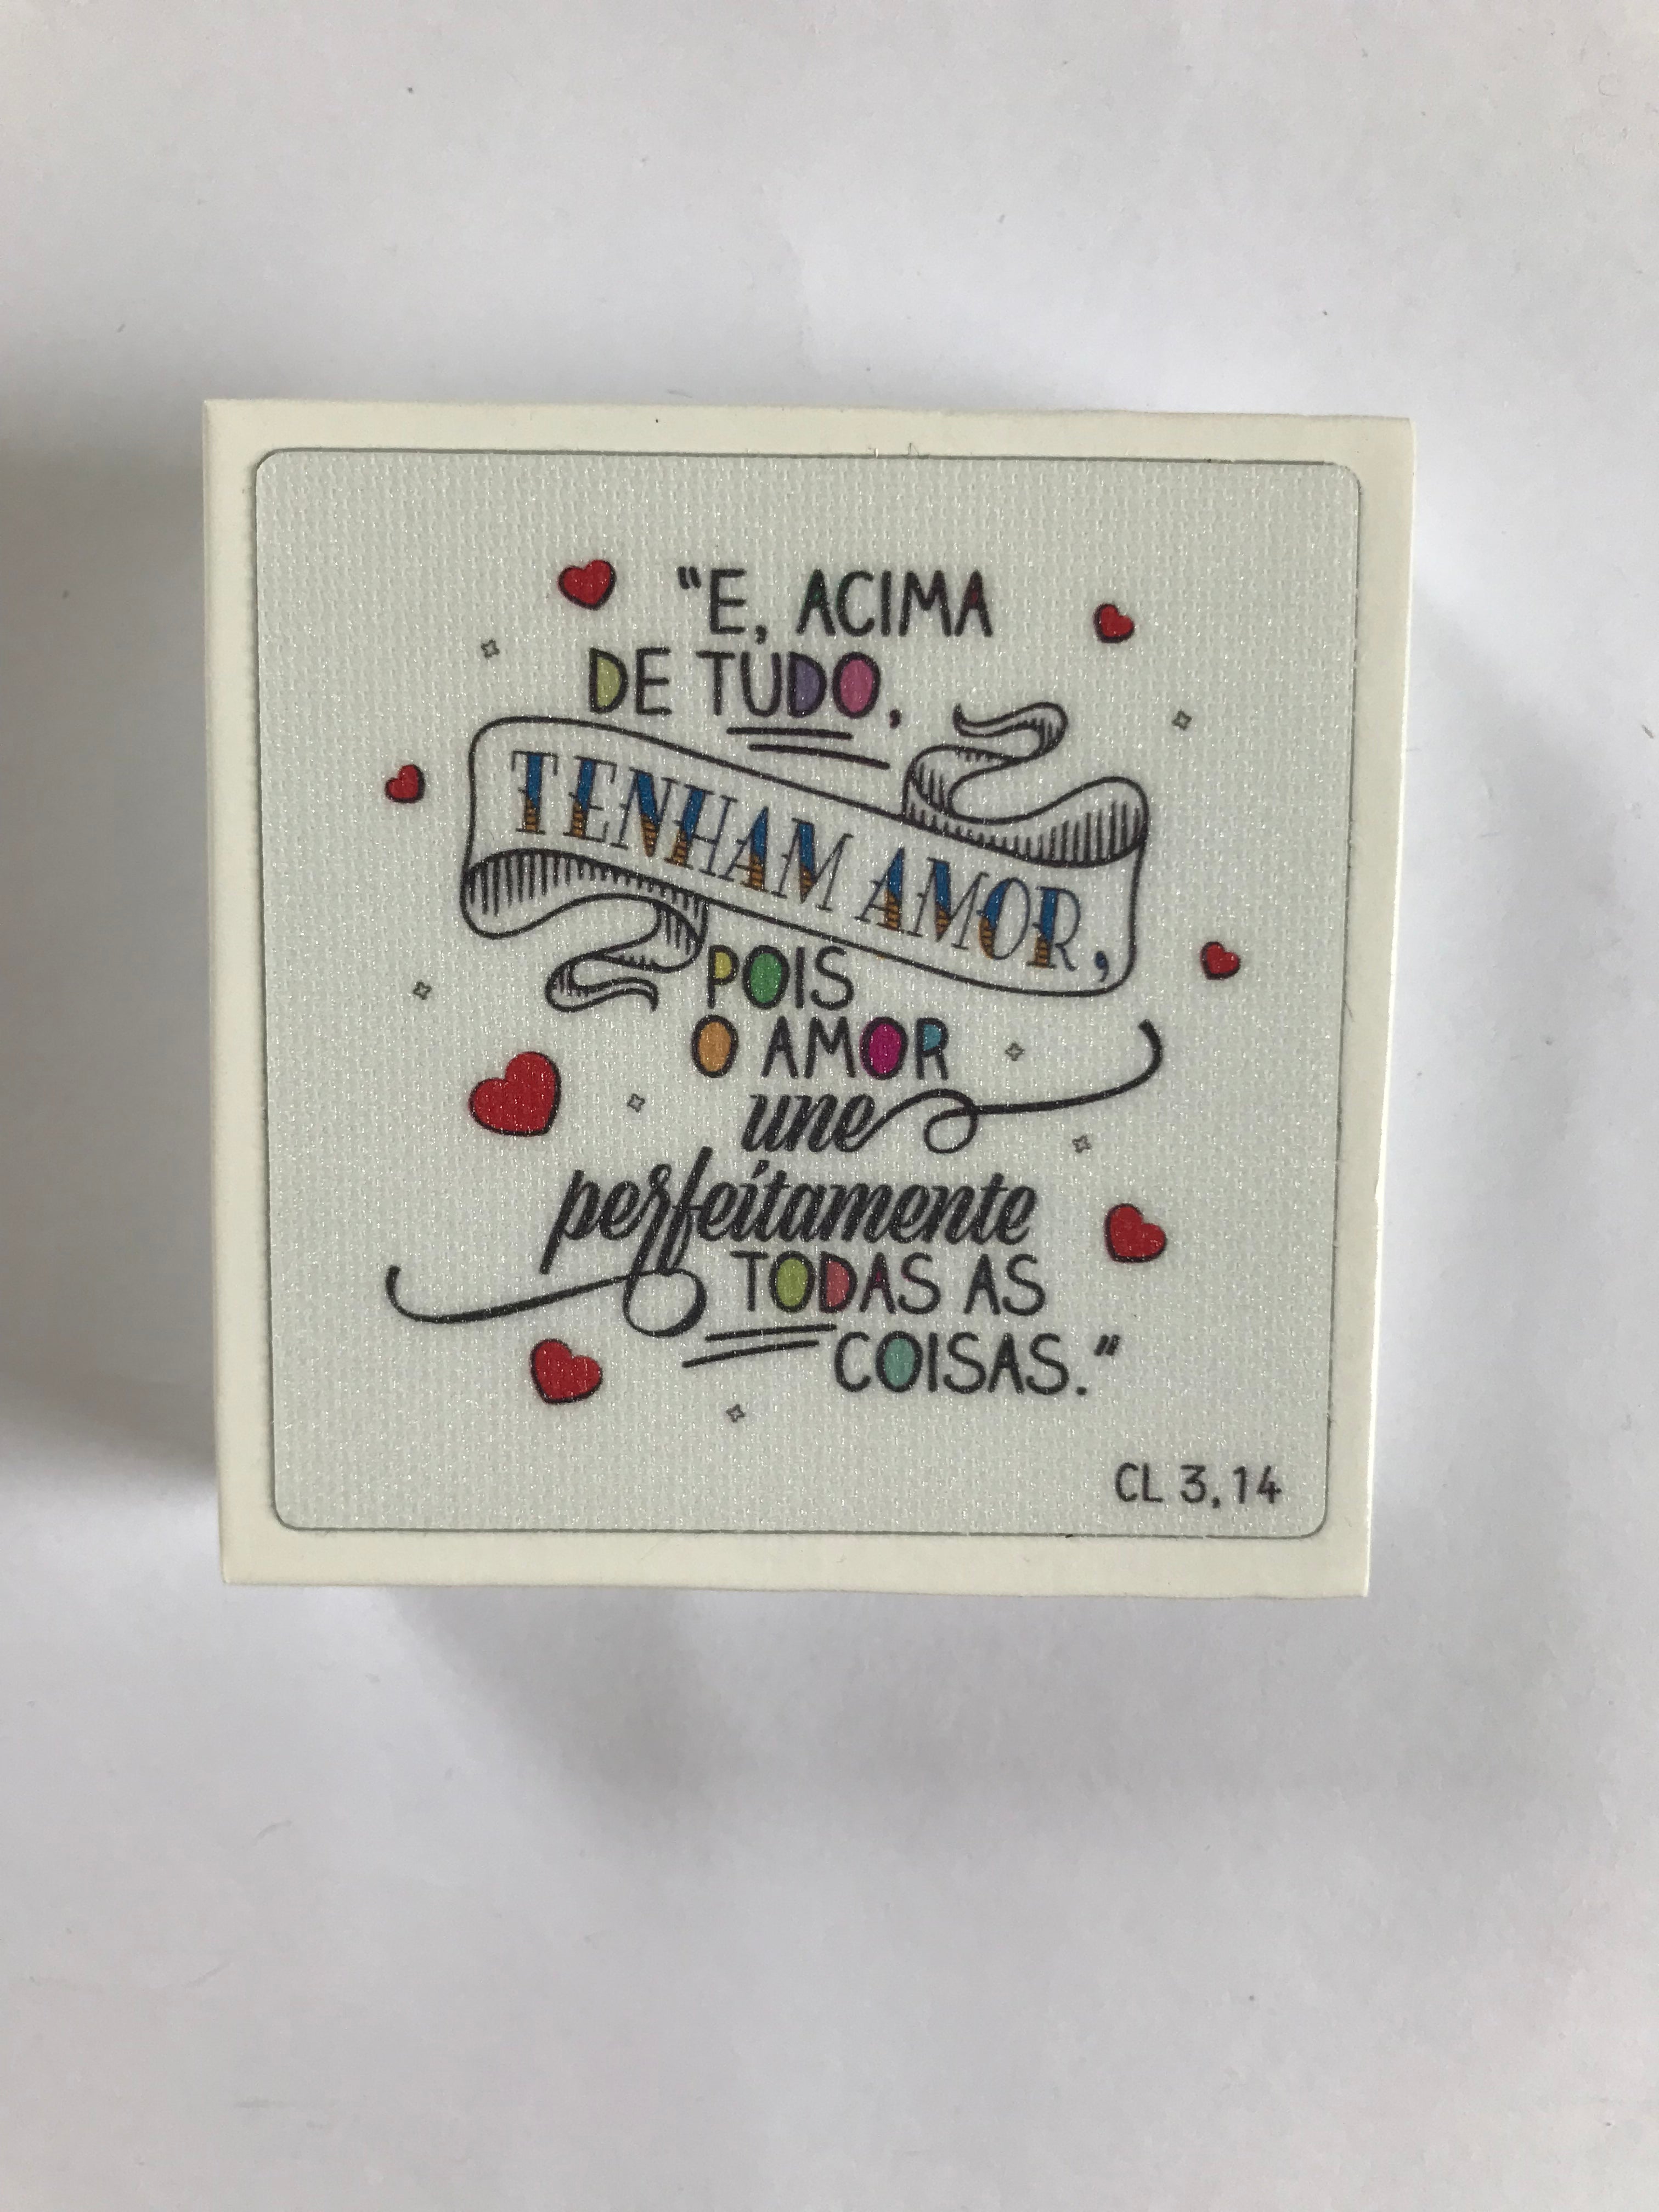 "E, ACIMA
DE TUDO,
TENHAM AMOR,
POIS
O AMOR
une
perfeitamente
TODAS AS
COISAS."
CL 3,14